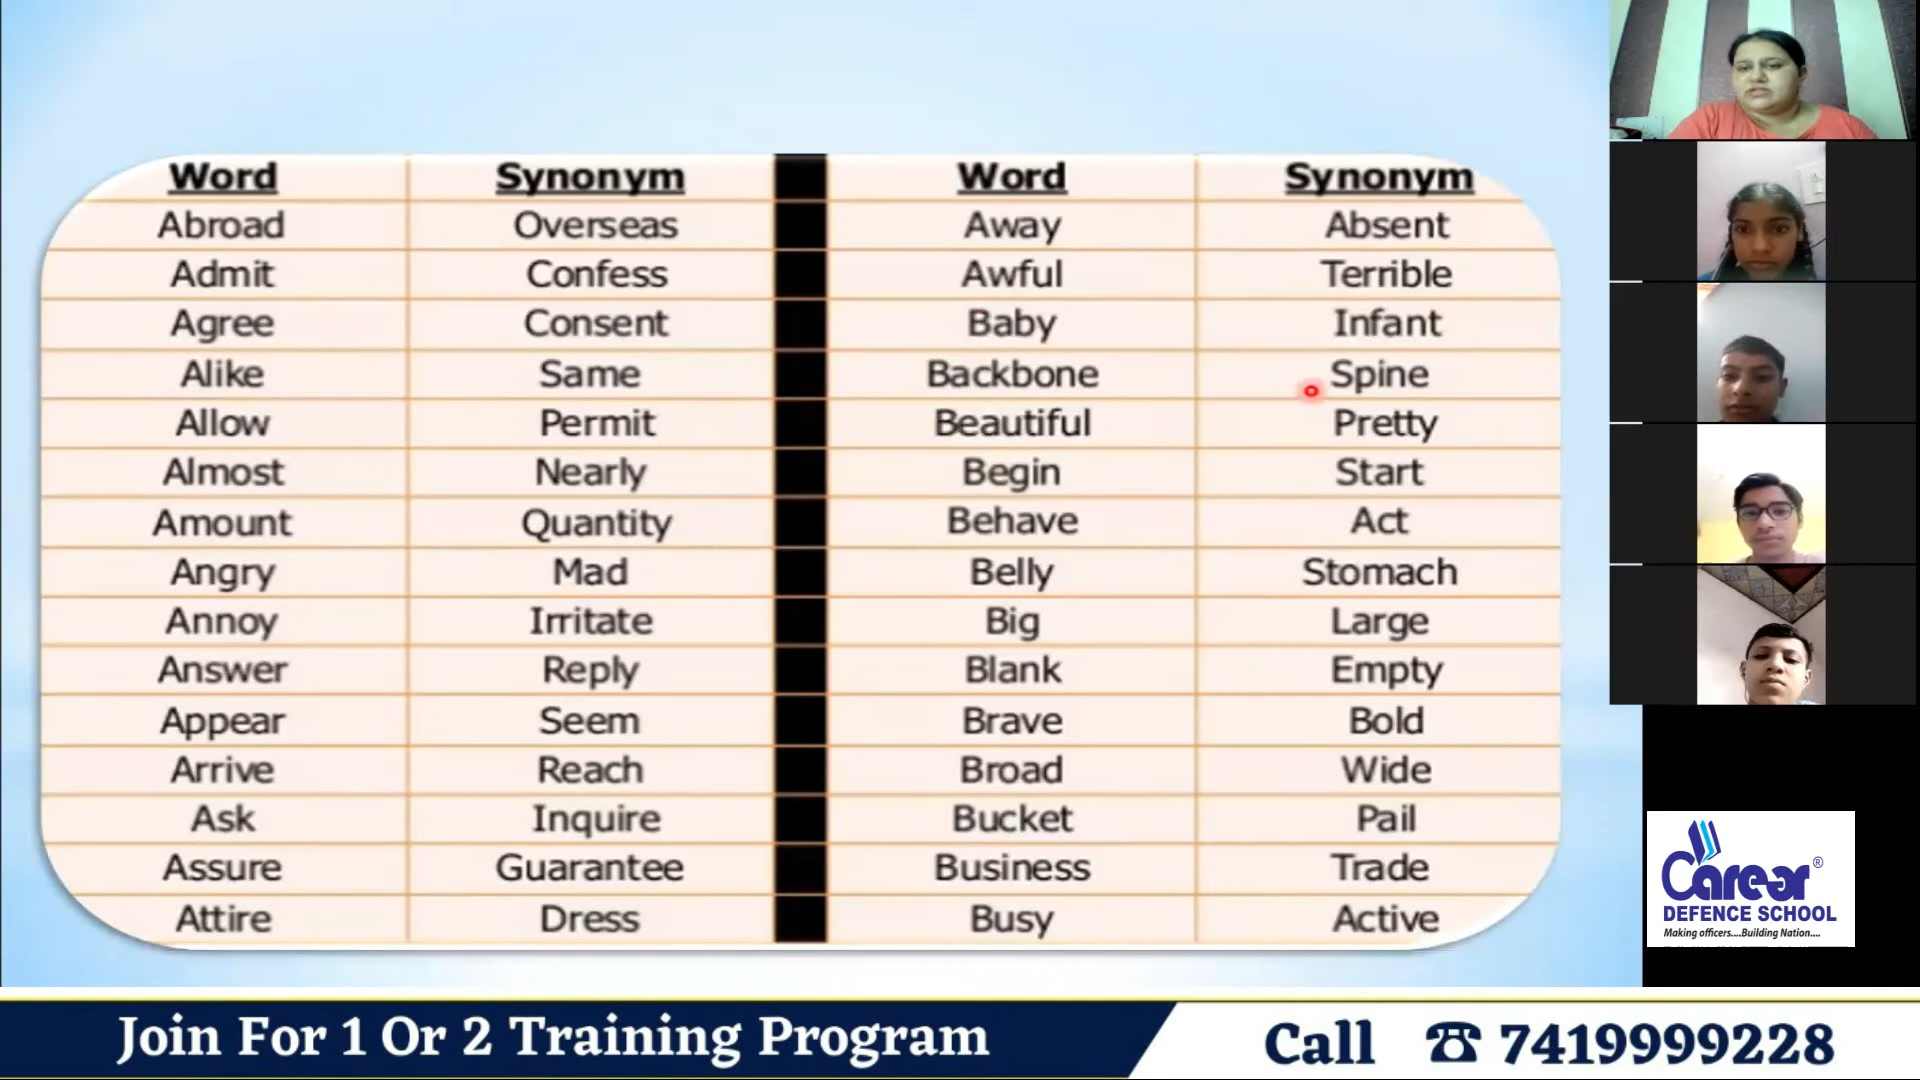 Word Synonym Word Synonym
Abroad Overseas Away Absent
Admit Confess Awful Terrible
Agree Consent Baby Infant
Alike Same Backbone Spine
Allow Permit Beautiful Pretty
Almost Nearly Begin Start
Amount Quantity Behave Act
Angry Mad Belly Stomach
Annoy Irritate Big Large
Answer Reply Blank Empty
Appear Seem Brave Bold
Arrive Reach Broad Wide
Ask Inquire Bucket Pail
Assure Guarantee Business Trade
Attire Dress Busy Active
Carear®
DEFENCE SCHOOL
Making officers....Building Nation....
Join For 1 Or 2 Training Program
Call ☎ 7419999228